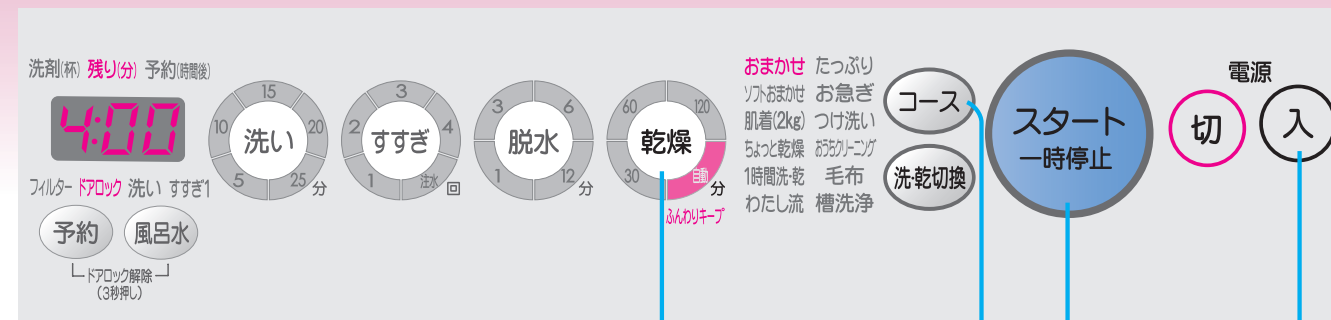 洗剤(杯) 残り(分) 予約(時間後)
4:00
フィルター ドアロック 洗い すすぎ1
予約 風呂水
ドアロック解除
(3秒押し)
15
10 洗い 20
5 25 分
3
2 すすぎ 4
1 注水 回
3 6
脱水
1 12 分
60 120
乾燥
30 自動 分
ふんわりキープ
おまかせ たっぷり
ソフトおまかせ お急ぎ
肌着(2kg) つけ洗い
ちょっと乾燥 おうちクリーニング
1時間洗・乾 毛布
わたし流 槽洗浄
コース
洗・乾切換
スタート
一時停止
電源
切 入